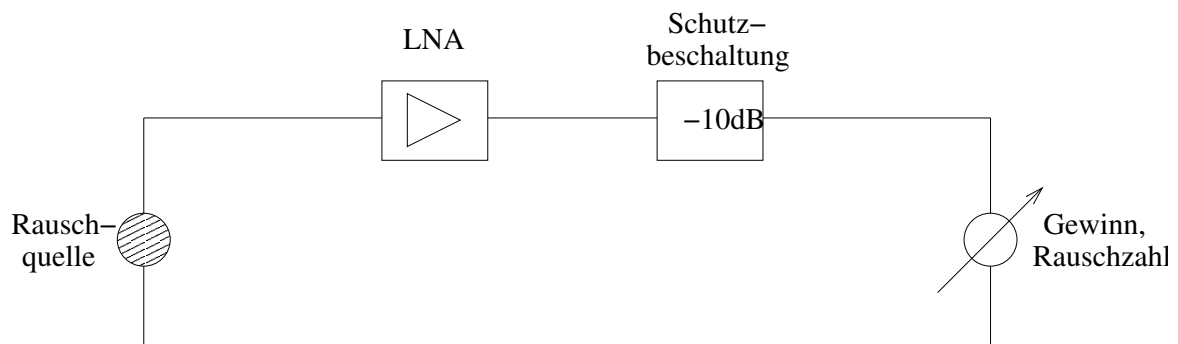 LNA
Schutz-
beschaltung
-10dB
Rausch-
quelle
Gewinn,
Rauschzahl